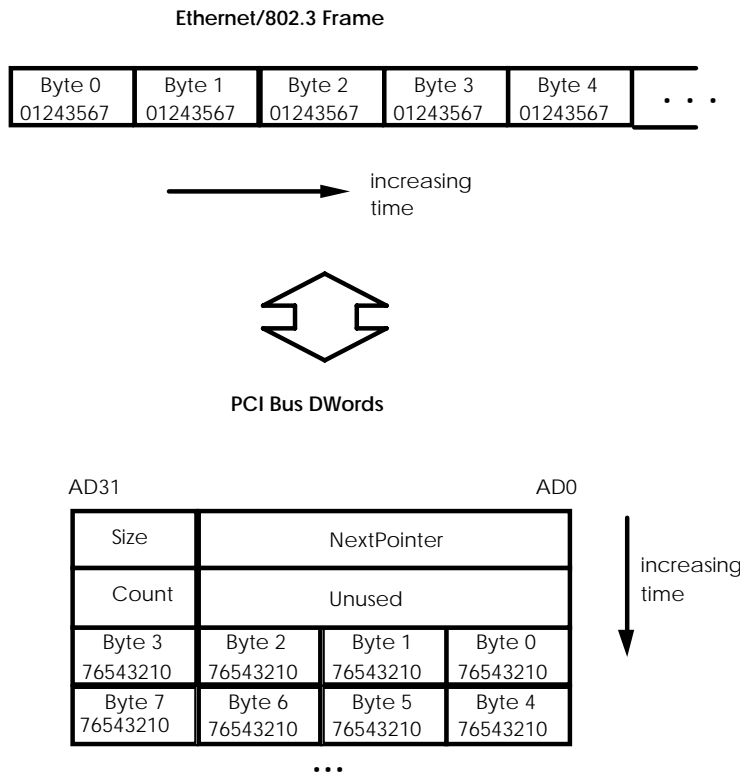 Ethernet/802.3 Frame
Byte 0 Byte 1 Byte 2 Byte 3 Byte 4
01243567 01243567 01243567 01243567 01243567
. . .
increasing
time
PCI Bus DWords
AD31 AD0
Size NextPointer
Count Unused
increasing
time
Byte 3 Byte 2 Byte 1 Byte 0
76543210 76543210 76543210 76543210
Byte 7 Byte 6 Byte 5 Byte 4
76543210 76543210 76543210 76543210
...